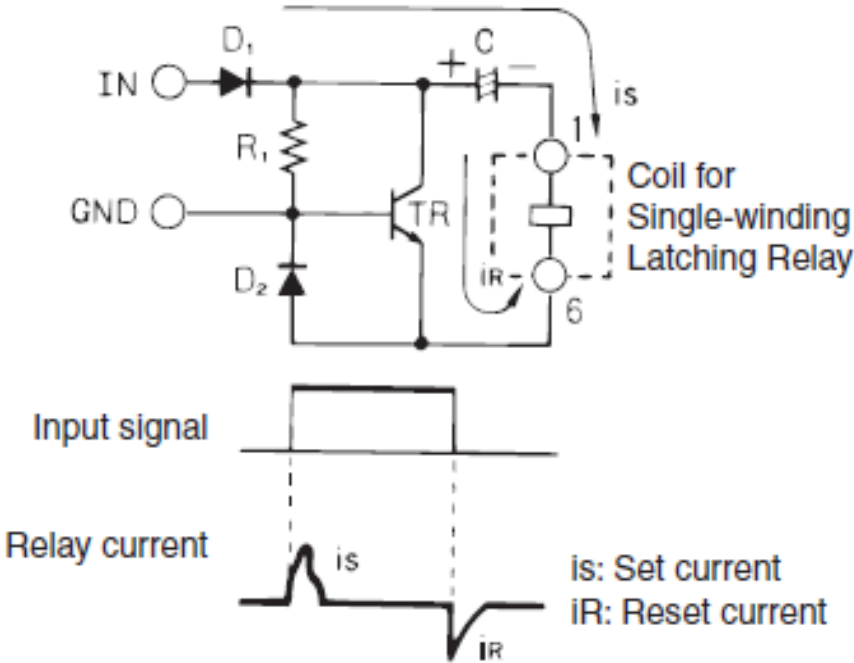 D₁
C
+ −
IN
is
1
R₁
Coil for
GND
TR
Single-winding
Latching Relay
D₂
iR
6
Input signal
Relay current
is
is: Set current
iR: Reset current
iR